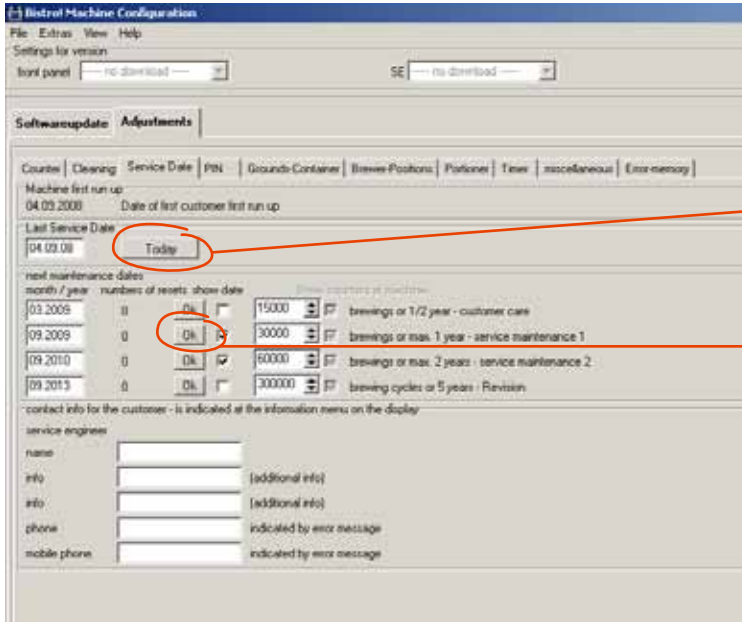 Bistro! Machine Configuration
File Extras View Help
Settings for version
front panel ---- no download ---- SE ---- no download ----
Softwareupdate Adjustments
Counter Cleaning Service Date PIN Grounds-Container Brewer-Positions Portioner Timer miscellaneous Error-memory
Machine first run up
04.09.2008 Date of first customer first run up
Last Service Date
04.09.08 Today
next maintenance dates
month / year numbers of resets show date
03.2009 0 Ok 15000 brewings or 1/2 year - customer care
09.2009 0 Ok 30000 brewings or max. 1 year - service maintenance 1
09.2010 0 Ok 60000 brewings or max. 2 years - service maintenance 2
09.2013 0 Ok 300000 brewing cycles or 5 years - Revision
contact info for the customer - is indicated at the information menu on the display
service engineer
name
info (additional info)
info (additional info)
phone indicated by error message
mobile phone indicated by error message